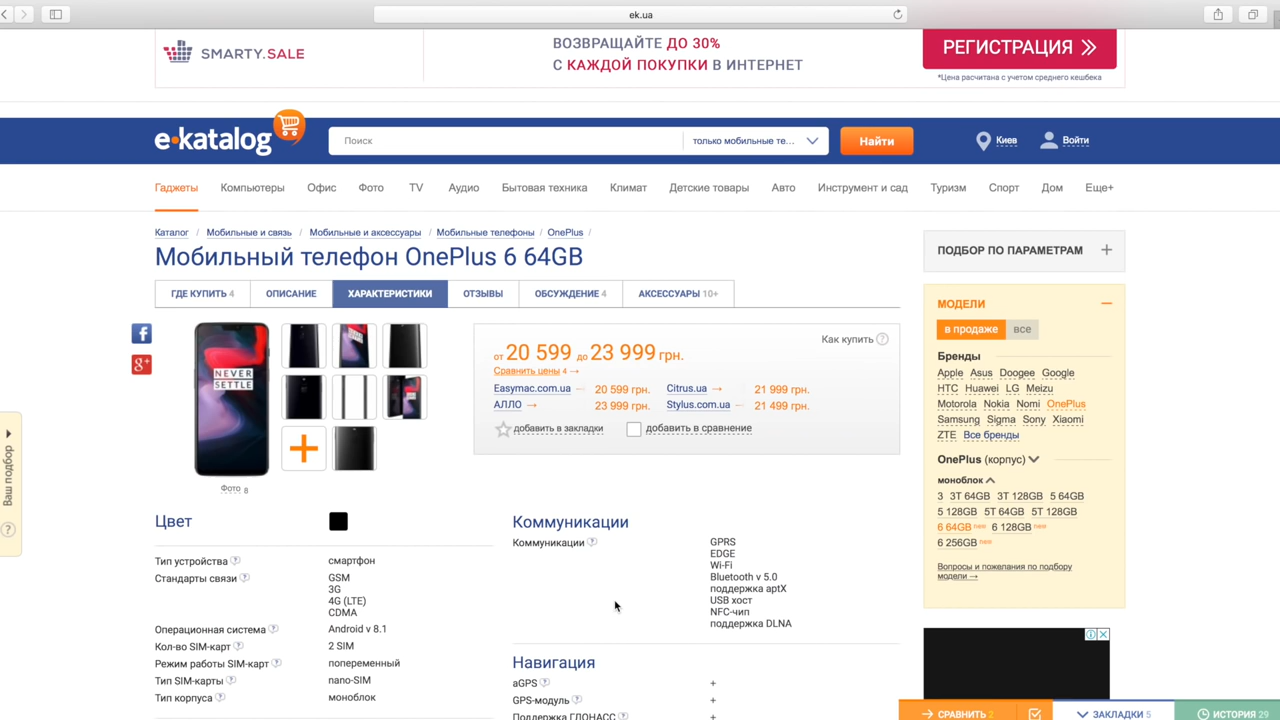 ek.ua
SMARTY.SALE
ВОЗВРАЩАЙТЕ ДО 30%
С КАЖДОЙ ПОКУПКИ В ИНТЕРНЕТ
РЕГИСТРАЦИЯ
*Цена расчитана с учетом среднего кешбека
e·katalog
Поиск
только мобильные те...
Найти
Киев
Войти
Гаджеты Компьютеры Офис Фото TV Аудио Бытовая техника Климат Детские товары Авто Инструмент и сад Туризм Спорт Дом Еще+
Каталог / Мобильные и связь / Мобильные и аксессуары / Мобильные телефоны / OnePlus /
Мобильный телефон OnePlus 6 64GB
ГДЕ КУПИТЬ 4 ОПИСАНИЕ ХАРАКТЕРИСТИКИ ОТЗЫВЫ ОБСУЖДЕНИЕ 4 АКСЕССУАРЫ 10+
NEVER
SETTLE
Фото 8
Как купить ?
от 20 599 до 23 999 грн.
Сравнить цены 4 →
Easymac.com.ua 20 599 грн. Citrus.ua → 21 999 грн.
АЛЛО → 23 999 грн. Stylus.com.ua 21 499 грн.
добавить в закладки добавить в сравнение
Ваш подбор
?
Цвет
Тип устройства ? смартфон
Стандарты связи ? GSM
3G
4G (LTE)
CDMA
Операционная система ? Android v 8.1
Кол-во SIM-карт ? 2 SIM
Режим работы SIM-карт ? попеременный
Тип SIM-карты ? nano-SIM
Тип корпуса ? моноблок
Коммуникации
Коммуникации ? GPRS
EDGE
Wi-Fi
Bluetooth v 5.0
поддержка aptX
USB хост
NFC-чип
поддержка DLNA
Навигация
aGPS ? +
GPS-модуль ? +
Поддержка ГЛОНАСС ? +
ПОДБОР ПО ПАРАМЕТРАМ +
МОДЕЛИ
в продаже все
Бренды
Apple Asus Doogee Google
HTC Huawei LG Meizu
Motorola Nokia Nomi OnePlus
Samsung Sigma Sony Xiaomi
ZTE Все бренды
OnePlus (корпус)
моноблок
3 3T 64GB 3T 128GB 5 64GB
5 128GB 5T 64GB 5T 128GB
6 64GB new 6 128GB new
6 256GB new
Вопросы и пожелания по подбору
модели →
СРАВНИТЬ 2
ЗАКЛАДКИ 5
ИСТОРИЯ 29